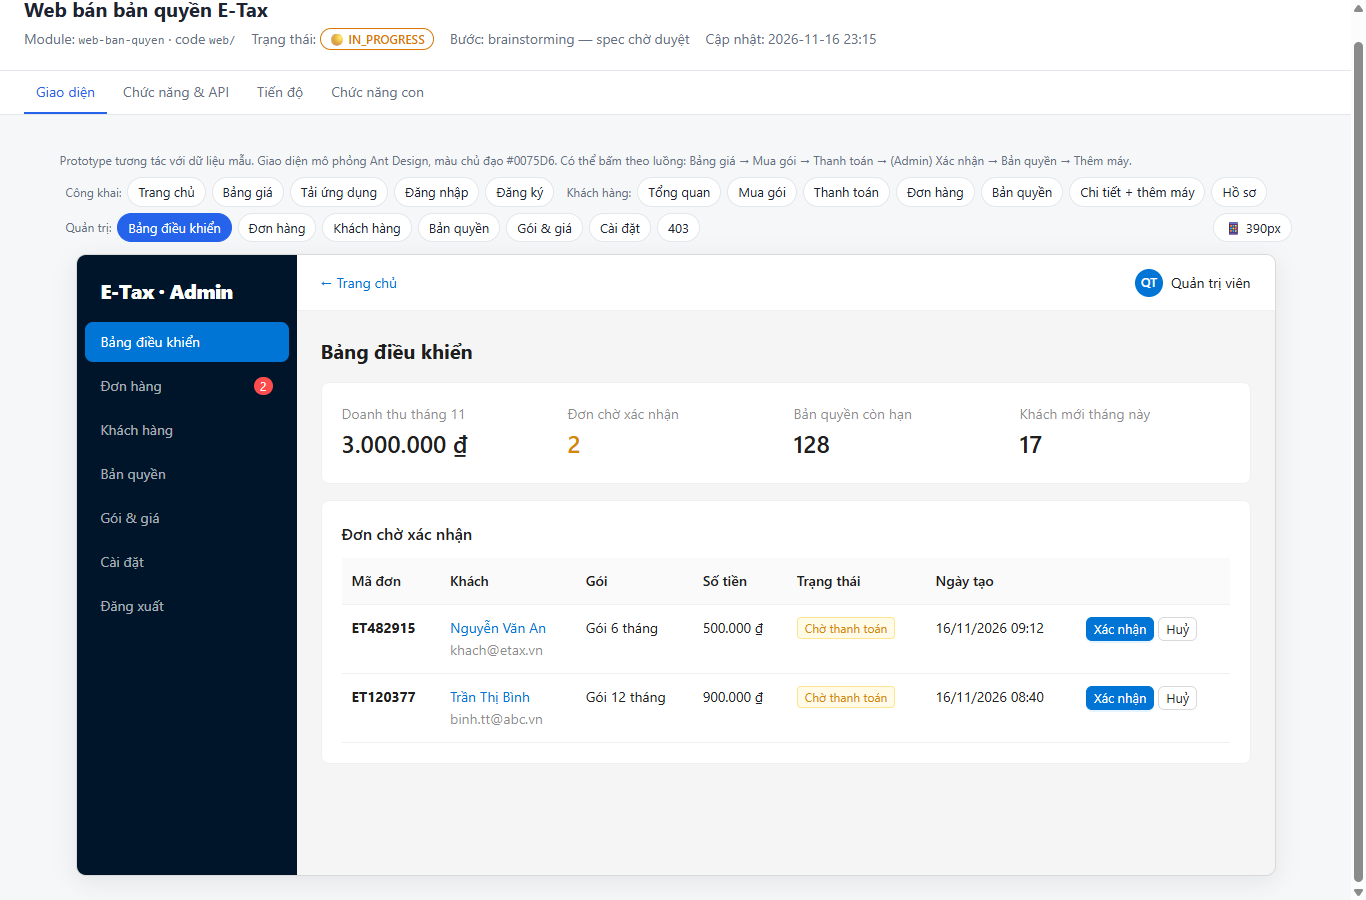 Web bán bản quyền E-Tax
Module: web-ban-quyen · code web/ Trạng thái: IN_PROGRESS Bước: brainstorming — spec chờ duyệt Cập nhật: 2026-11-16 23:15
Giao diện Chức năng & API Tiến độ Chức năng con
Prototype tương tác với dữ liệu mẫu. Giao diện mô phỏng Ant Design, màu chủ đạo #0075D6. Có thể bấm theo luồng: Bảng giá → Mua gói → Thanh toán → (Admin) Xác nhận → Bản quyền → Thêm máy.
Công khai: Trang chủ Bảng giá Tải ứng dụng Đăng nhập Đăng ký Khách hàng: Tổng quan Mua gói Thanh toán Đơn hàng Bản quyền Chi tiết + thêm máy Hồ sơ
Quản trị: Bảng điều khiển Đơn hàng Khách hàng Bản quyền Gói & giá Cài đặt 403 390px
E-Tax · Admin
Bảng điều khiển
Đơn hàng 2
Khách hàng
Bản quyền
Gói & giá
Cài đặt
Đăng xuất
← Trang chủ QT Quản trị viên
Bảng điều khiển
Doanh thu tháng 11 Đơn chờ xác nhận Bản quyền còn hạn Khách mới tháng này
3.000.000 ₫ 2 128 17
Đơn chờ xác nhận
Mã đơn Khách Gói Số tiền Trạng thái Ngày tạo
ET482915 Nguyễn Văn An Gói 6 tháng 500.000 ₫ Chờ thanh toán 16/11/2026 09:12 Xác nhận Huỷ
khach@etax.vn
ET120377 Trần Thị Bình Gói 12 tháng 900.000 ₫ Chờ thanh toán 16/11/2026 08:40 Xác nhận Huỷ
binh.tt@abc.vn